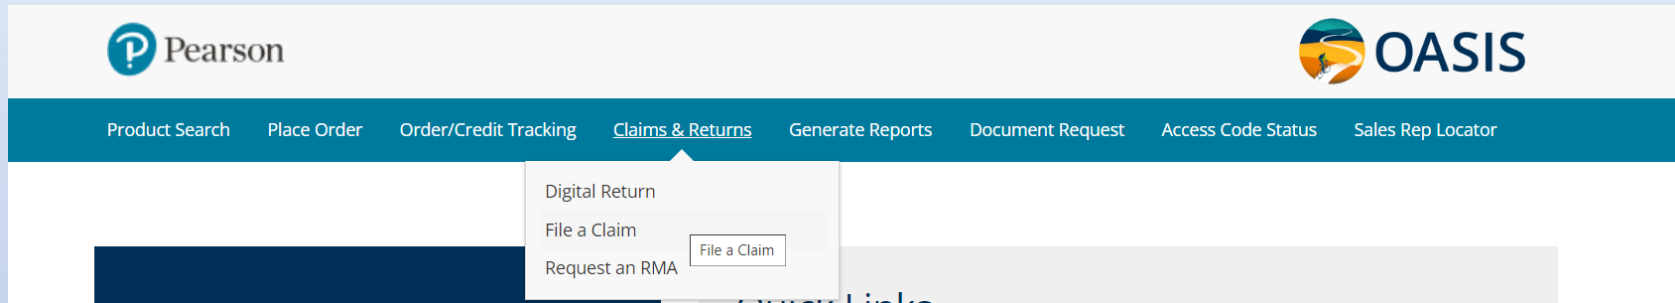 Pearson
OASIS
Product Search Place Order Order/Credit Tracking Claims & Returns Generate Reports Document Request Access Code Status Sales Rep Locator
Digital Return
File a Claim
File a Claim
Request an RMA
Links